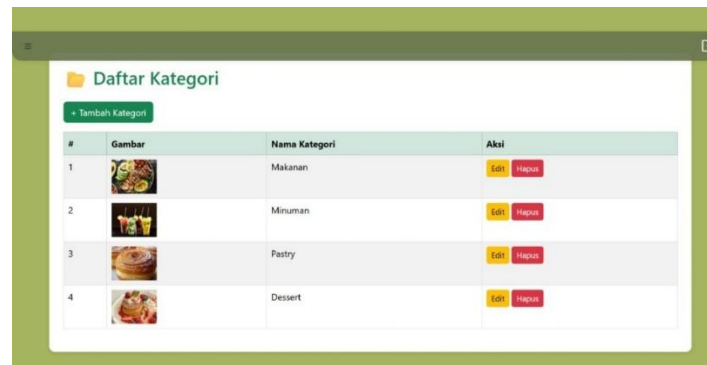 Daftar Kategori
+ Tambah Kategori
# Gambar Nama Kategori Aksi
1 Makanan Edit Hapus
2 Minuman Edit Hapus
3 Pastry Edit Hapus
4 Dessert Edit Hapus